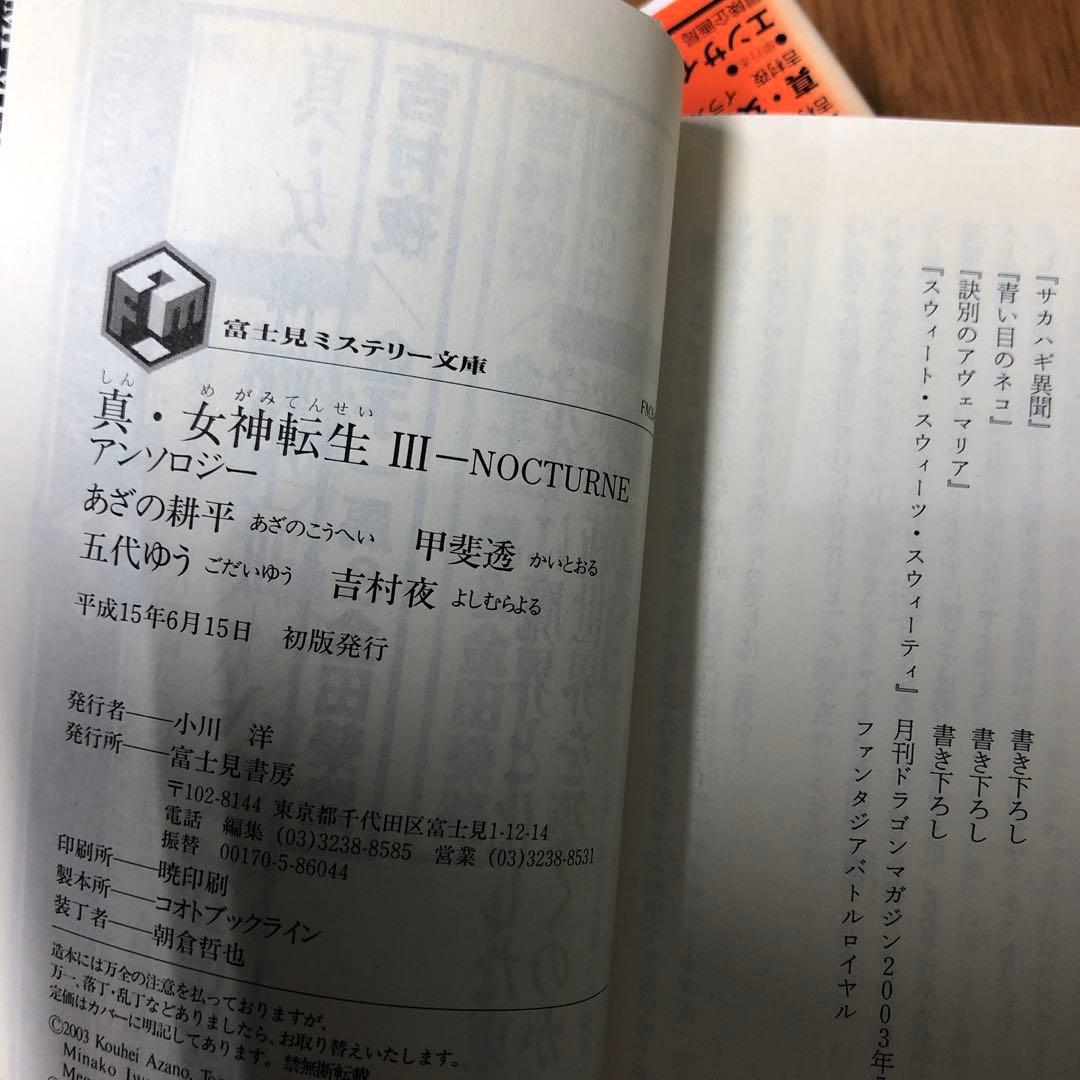 『サカハギ異聞』 書き下ろし
『青い目のネコ』 書き下ろし
『訣別のアヴェマリア』 書き下ろし
『スウィート・スウィーツ・スウィーティ』 月刊ドラゴンマガジン2003年
ファンタジアバトルロイヤル
富士見ミステリー文庫
しん めがみてんせい
真・女神転生 III―NOCTURNE
アンソロジー
あざの耕平 あざのこうへい 甲斐透 かいとおる
五代ゆう ごだいゆう 吉村夜 よしむらよる
平成15年6月15日 初版発行
発行者――小川 洋
発行所――富士見書房
〒102-8144 東京都千代田区富士見1-12-14
電話 編集 (03)3238-8585 営業 (03)3238-8531
振替 00170-5-86044
印刷所――暁印刷
製本所――コオトブックライン
装丁者――朝倉哲也
造本には万全の注意を払っておりますが、
万一、落丁・乱丁などありましたら、お取り替えいたします。
定価はカバーに明記してあります。禁無断転載
©2003 Kouhei Azano,
Minako
エンサイ
吉村夜
真・女